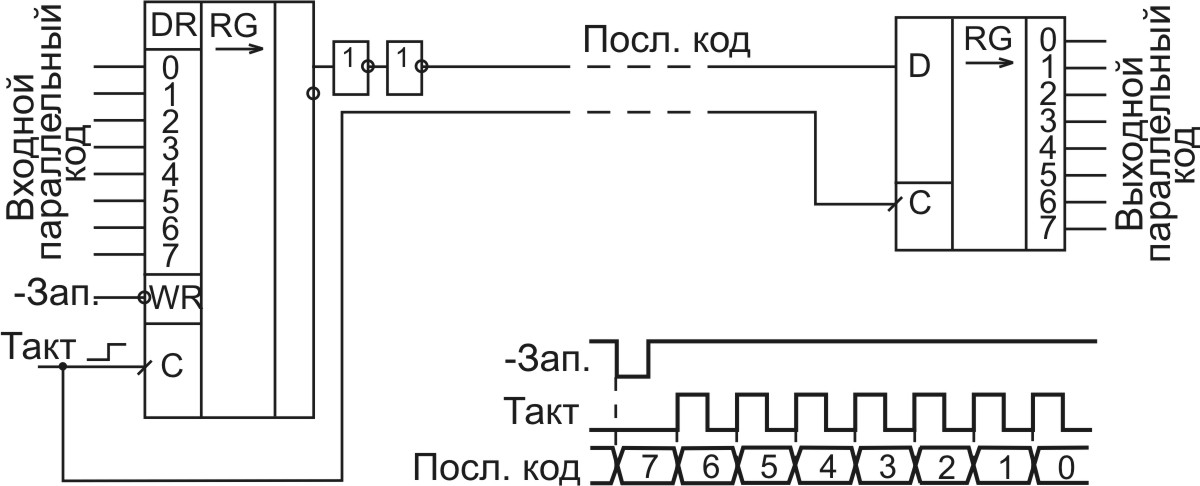 Входной
параллельный
код
DR
RG
0
1
2
3
4
5
6
7
-Зап.
WR
Такт
C
1
1
Посл. код
D
RG
C
0
1
2
3
4
5
6
7
Выходной
параллельный
код
-Зап.
Такт
Посл. код 7 6 5 4 3 2 1 0